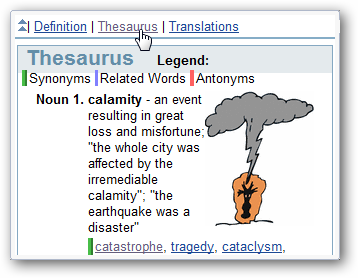 | Definition | Thesaurus | Translations
Thesaurus Legend:
Synonyms Related Words Antonyms
Noun 1. calamity - an event
resulting in great
loss and misfortune;
"the whole city was
affected by the
irremediable
calamity"; "the
earthquake was a
disaster"
catastrophe, tragedy, cataclysm,